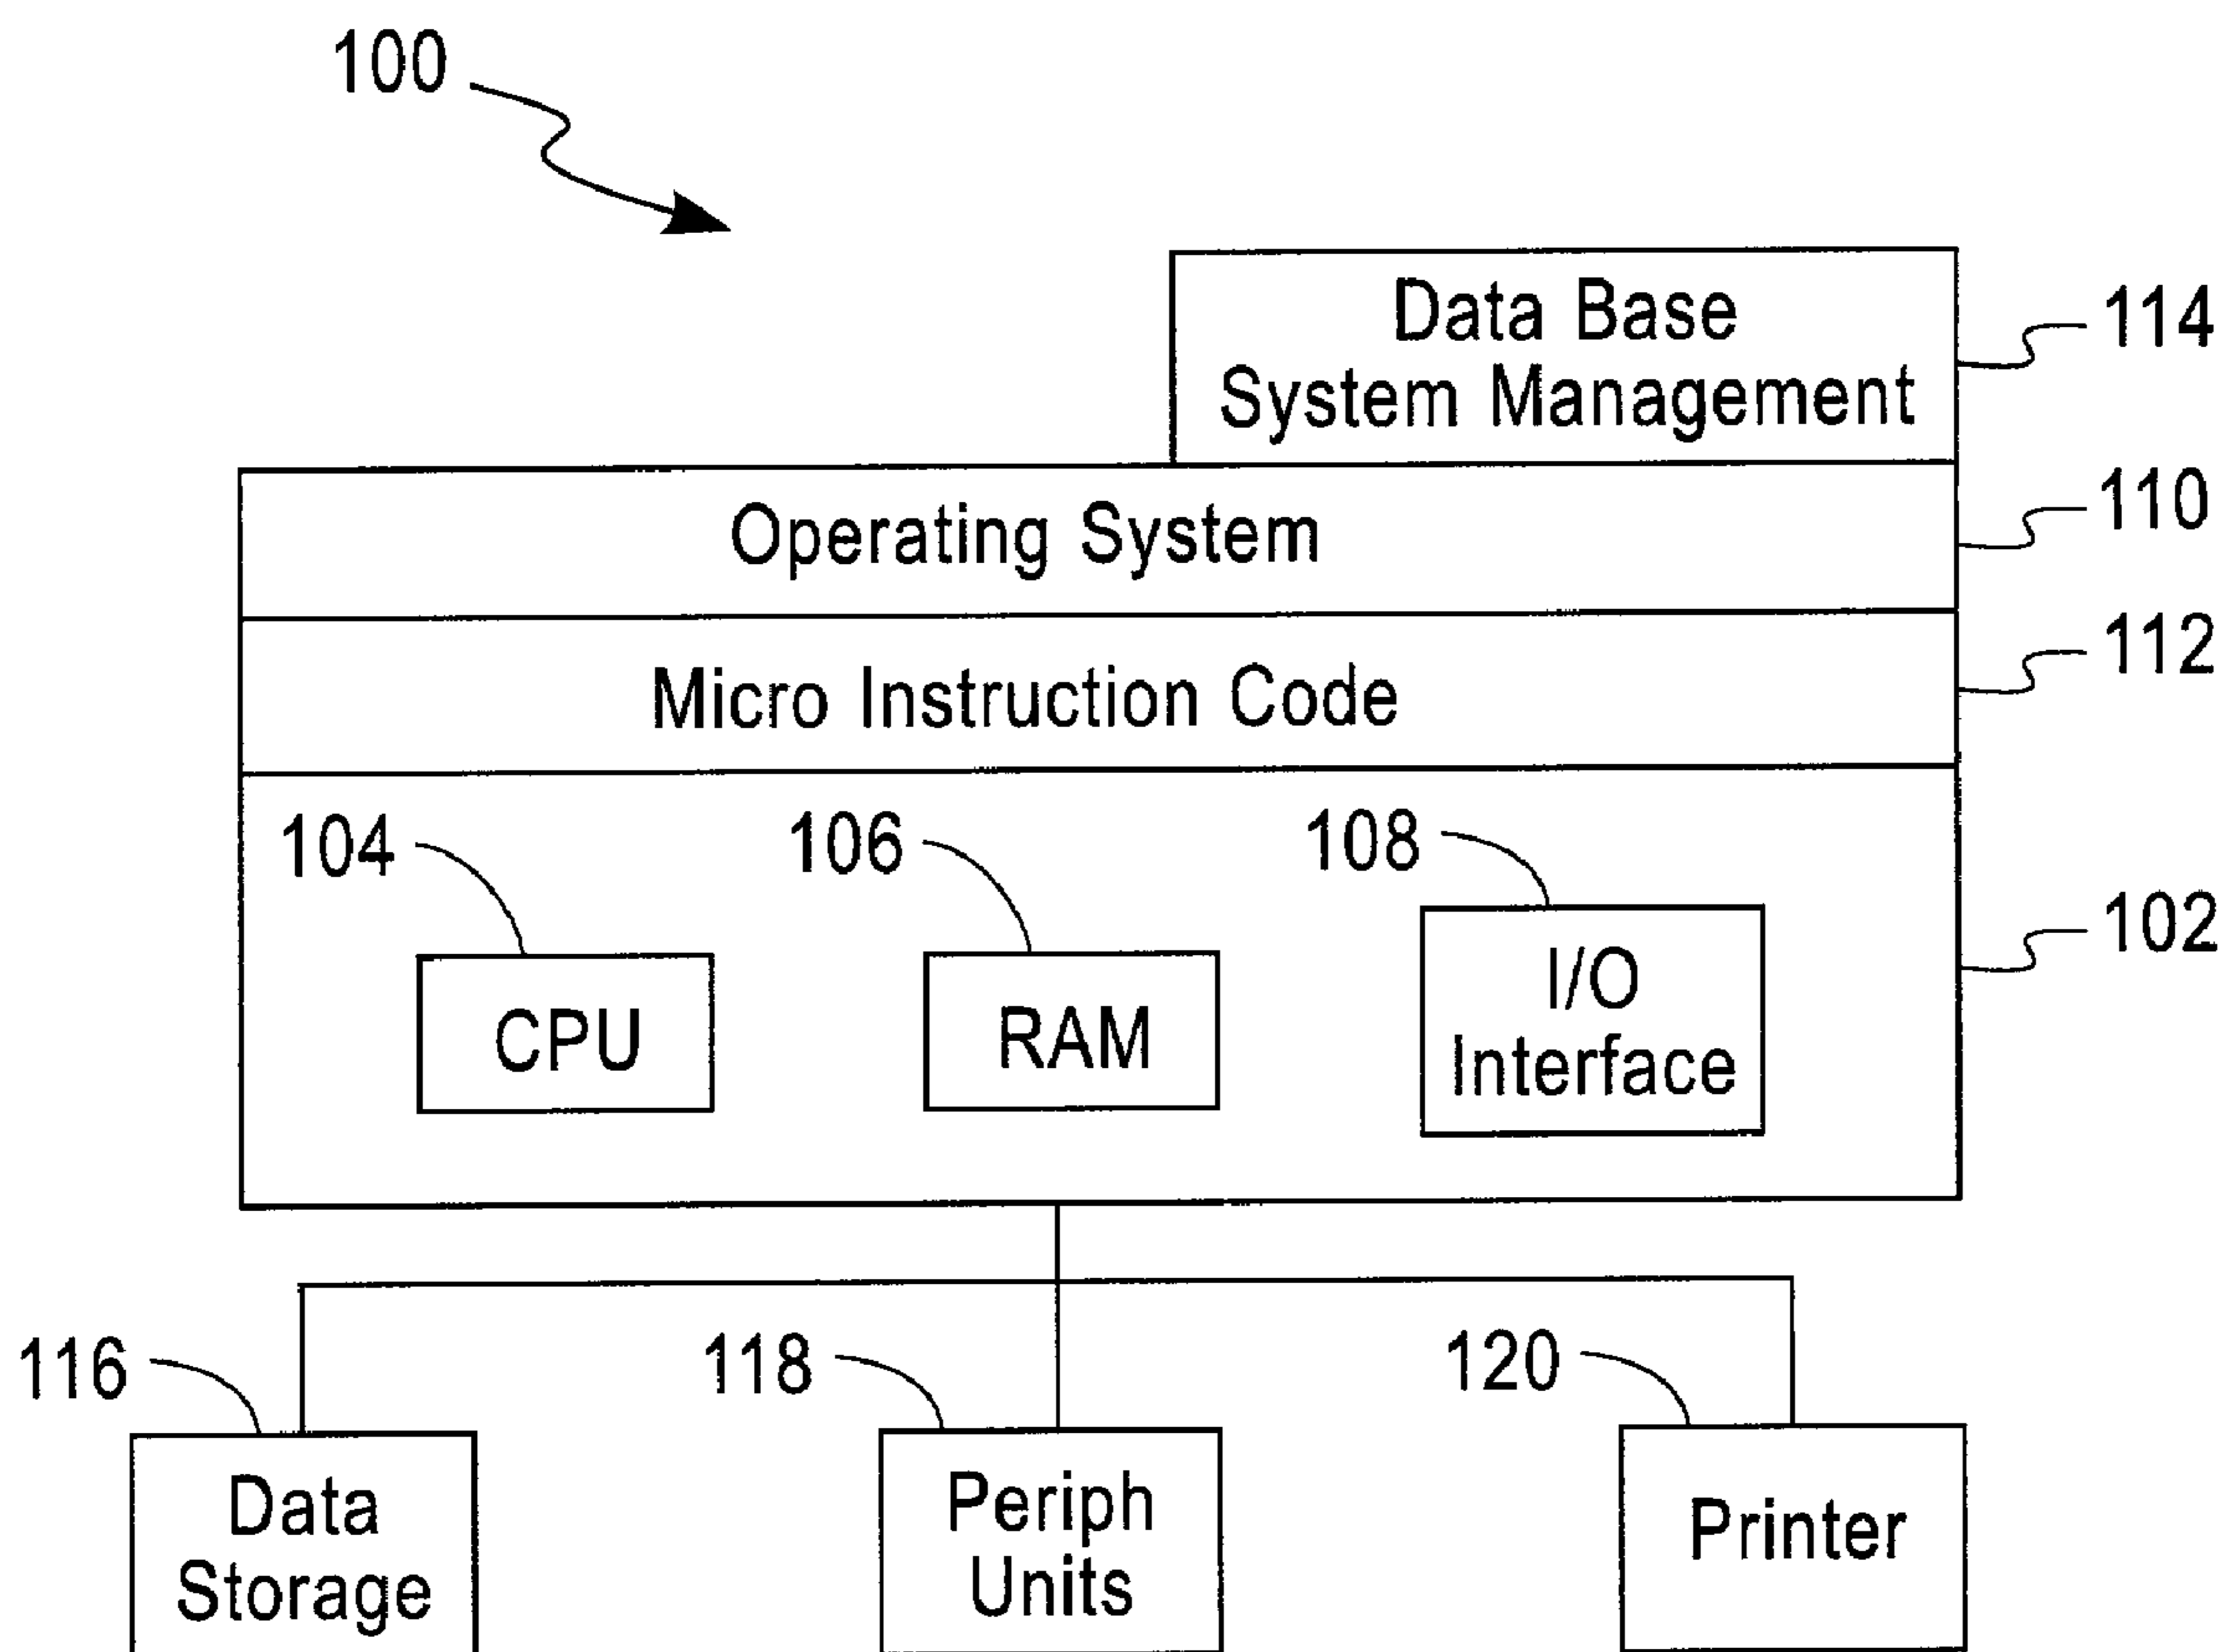 100
Data Base
System Management
114
Operating System
110
Micro Instruction Code
112
104
106
108
CPU
RAM
I/O
Interface
102
116
118
120
Data
Storage
Periph
Units
Printer